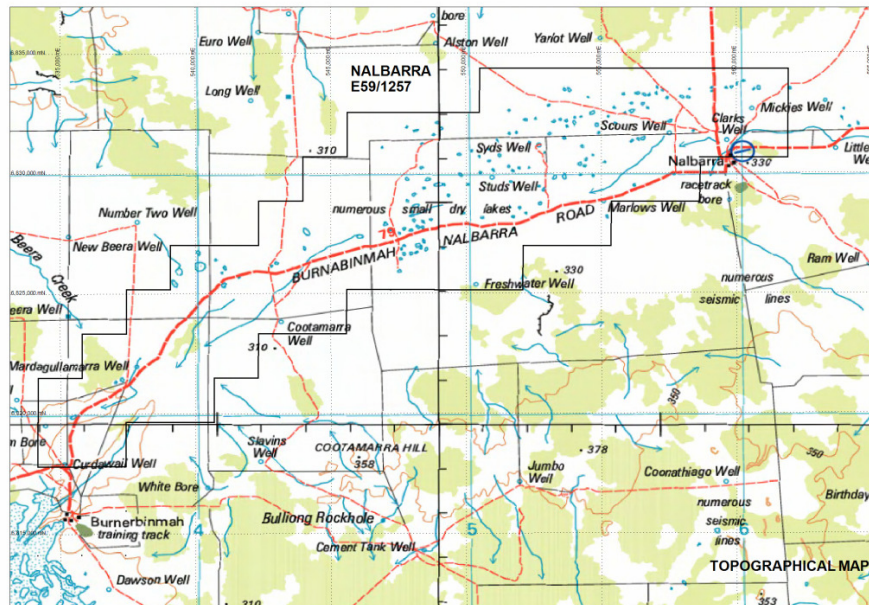 bore
Euro Well
Alston Well
Yariot Well
NALBARRA
E59/1257
Long Well
Mickies Well
Clarks
Well
Scours Well
310
Syds Well
Little
Nalbarra
330
Studs Well
racetrack
bore
Number Two Well
numerous small dry lakes
ROAD
Marlows Well
NALBARRA
79
New Beera Well
BURNABINMAH
Ram Well
Beera Creek
330
Freshwater Well
numerous
seismic lines
eera Well
Cootamarra
Well
310
Mardagullamarra Well
350
m Bore
Slavins
Well
COOTAMARRA HILL
358
378
350
Curdawail Well
Jumbo
Well
Coonathiago Well
White Bore
Birthday
numerous
seismic
lines
Bulliong Rockhole
Burnerbinmah
training track
4
5
6
Cement Tank Well
TOPOGRAPHICAL MAP
Dawson Well
310
353